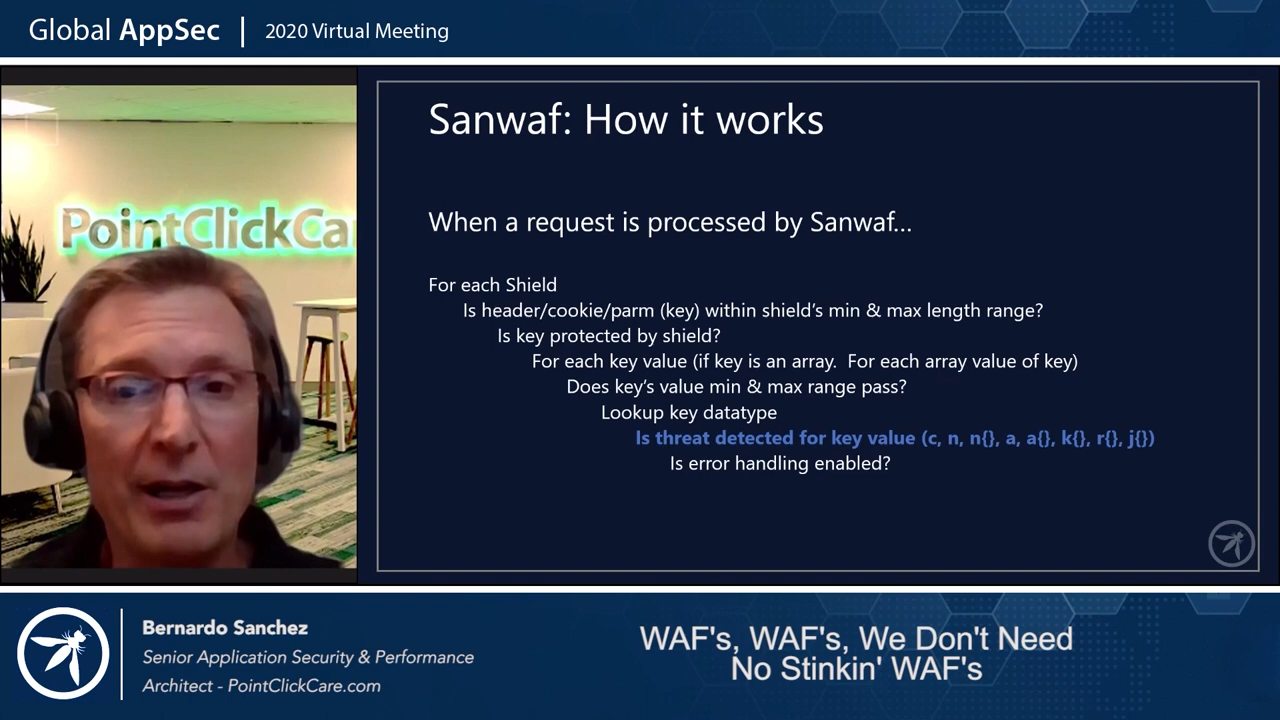 Global AppSec | 2020 Virtual Meeting
PointClickCa
Sanwaf: How it works
When a request is processed by Sanwaf...
For each Shield
Is header/cookie/parm (key) within shield's min & max length range?
Is key protected by shield?
For each key value (if key is an array.  For each array value of key)
Does key's value min & max range pass?
Lookup key datatype
Is threat detected for key value (c, n, n{}, a, a{}, k{}, r{}, j{})
Is error handling enabled?
Bernardo Sanchez
Senior Application Security & Performance
Architect - PointClickCare.com
WAF's, WAF's, We Don't Need
No Stinkin' WAF's